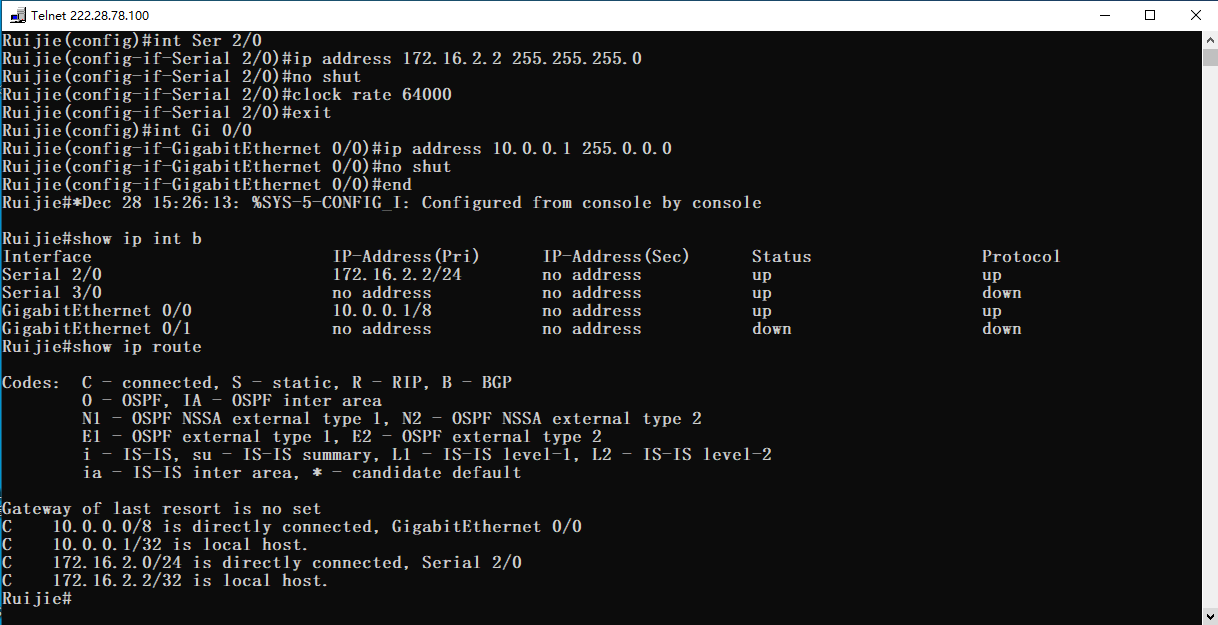 Telnet 222.28.78.100
Ruijie(config)#int Ser 2/0
Ruijie(config-if-Serial 2/0)#ip address 172.16.2.2 255.255.255.0
Ruijie(config-if-Serial 2/0)#no shut
Ruijie(config-if-Serial 2/0)#clock rate 64000
Ruijie(config-if-Serial 2/0)#exit
Ruijie(config)#int Gi 0/0
Ruijie(config-if-GigabitEthernet 0/0)#ip address 10.0.0.1 255.0.0.0
Ruijie(config-if-GigabitEthernet 0/0)#no shut
Ruijie(config-if-GigabitEthernet 0/0)#end
Ruijie#*Dec 28 15:26:13: %SYS-5-CONFIG_I: Configured from console by console
Ruijie#show ip int b
Interface IP-Address(Pri) IP-Address(Sec) Status Protocol
Serial 2/0 172.16.2.2/24 no address up up
Serial 3/0 no address no address up down
GigabitEthernet 0/0 10.0.0.1/8 no address up up
GigabitEthernet 0/1 no address no address down down
Ruijie#show ip route
Codes: C - connected, S - static, R - RIP, B - BGP
O - OSPF, IA - OSPF inter area
N1 - OSPF NSSA external type 1, N2 - OSPF NSSA external type 2
E1 - OSPF external type 1, E2 - OSPF external type 2
i - IS-IS, su - IS-IS summary, L1 - IS-IS level-1, L2 - IS-IS level-2
ia - IS-IS inter area, * - candidate default
Gateway of last resort is no set
C 10.0.0.0/8 is directly connected, GigabitEthernet 0/0
C 10.0.0.1/32 is local host.
C 172.16.2.0/24 is directly connected, Serial 2/0
C 172.16.2.2/32 is local host.
Ruijie#